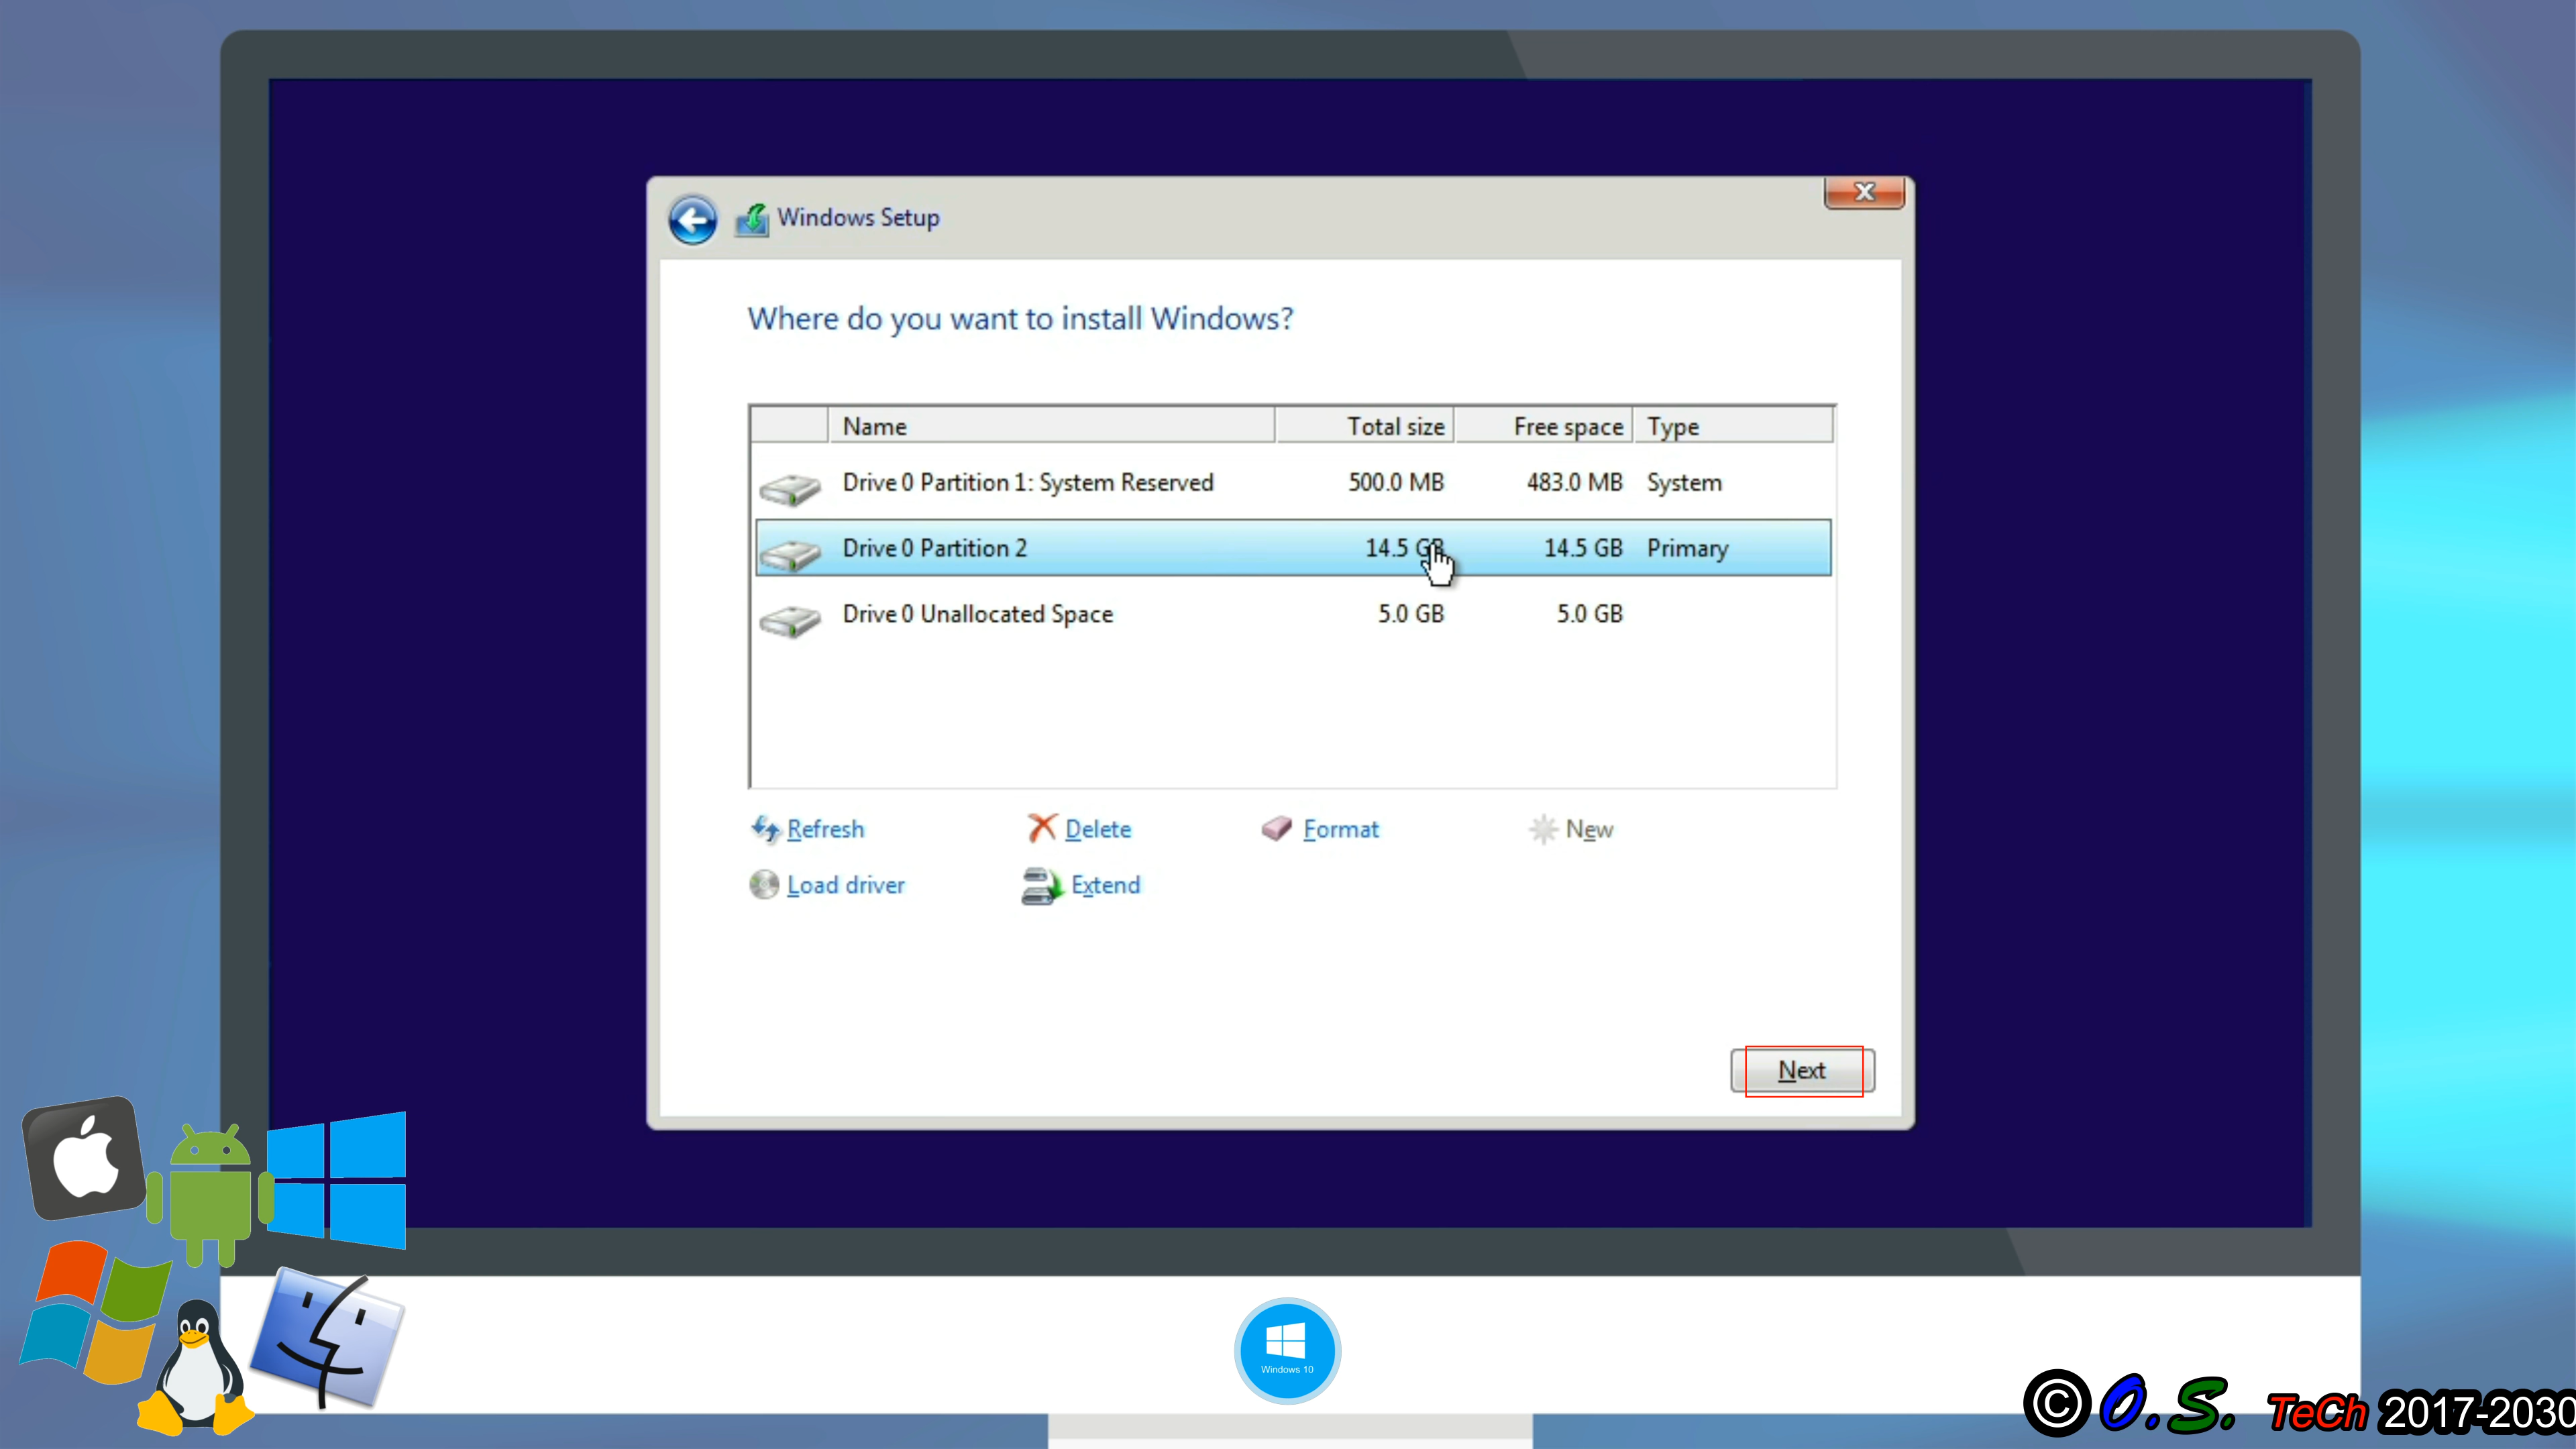 Windows Setup
Where do you want to install Windows?
Name Total size Free space Type
Drive 0 Partition 1: System Reserved 500.0 MB 483.0 MB System
Drive 0 Partition 2 14.5 GB 14.5 GB Primary
Drive 0 Unallocated Space 5.0 GB 5.0 GB
Refresh Delete Format New
Load driver Extend
Next
Windows 10
© O.S. TeCh 2017-2030